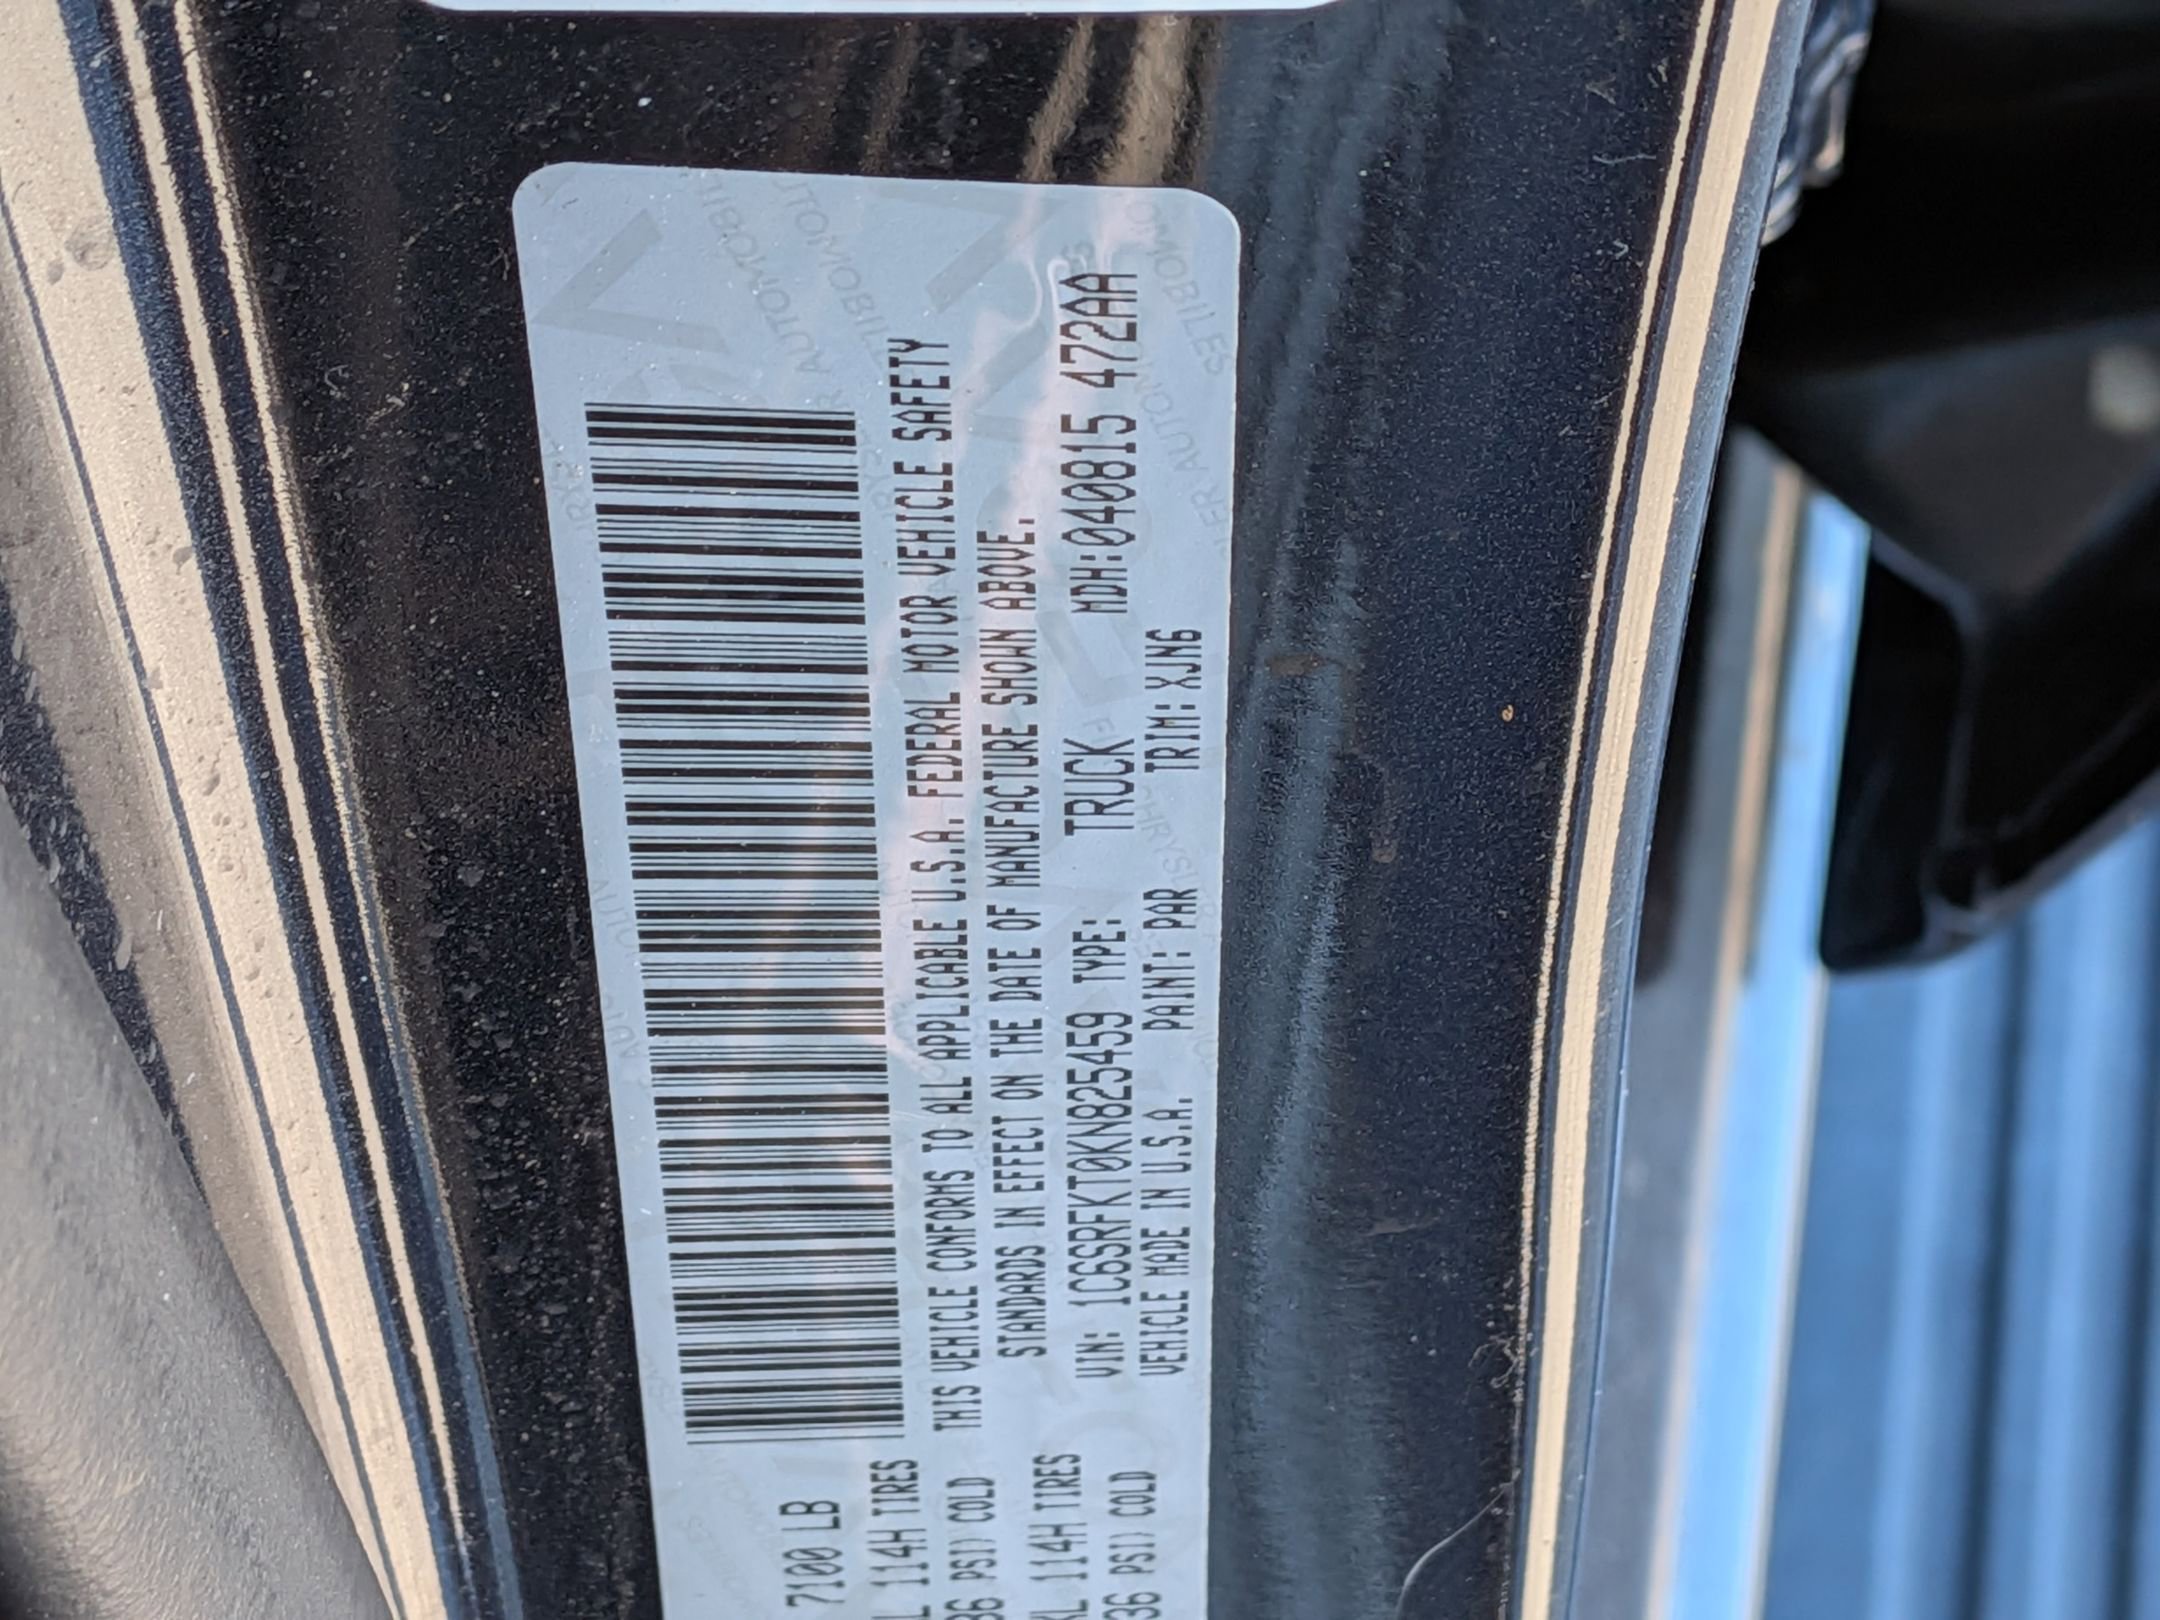 7100 LB
114H TIRES
PSI) COLD
114H TIRES
36 PSI) COLD
THIS VEHICLE CONFORMS TO ALL APPLICABLE U.S.A. FEDERAL MOTOR VEHICLE SAFETY
STANDARDS IN EFFECT ON THE DATE OF MANUFACTURE SHOWN ABOVE.
VIN: 1C6SRFKT0KN825459 TYPE: TRUCK MDH:040815 472AA
VEHICLE MADE IN U.S.A. PAINT: PAR TRIM: XJN6